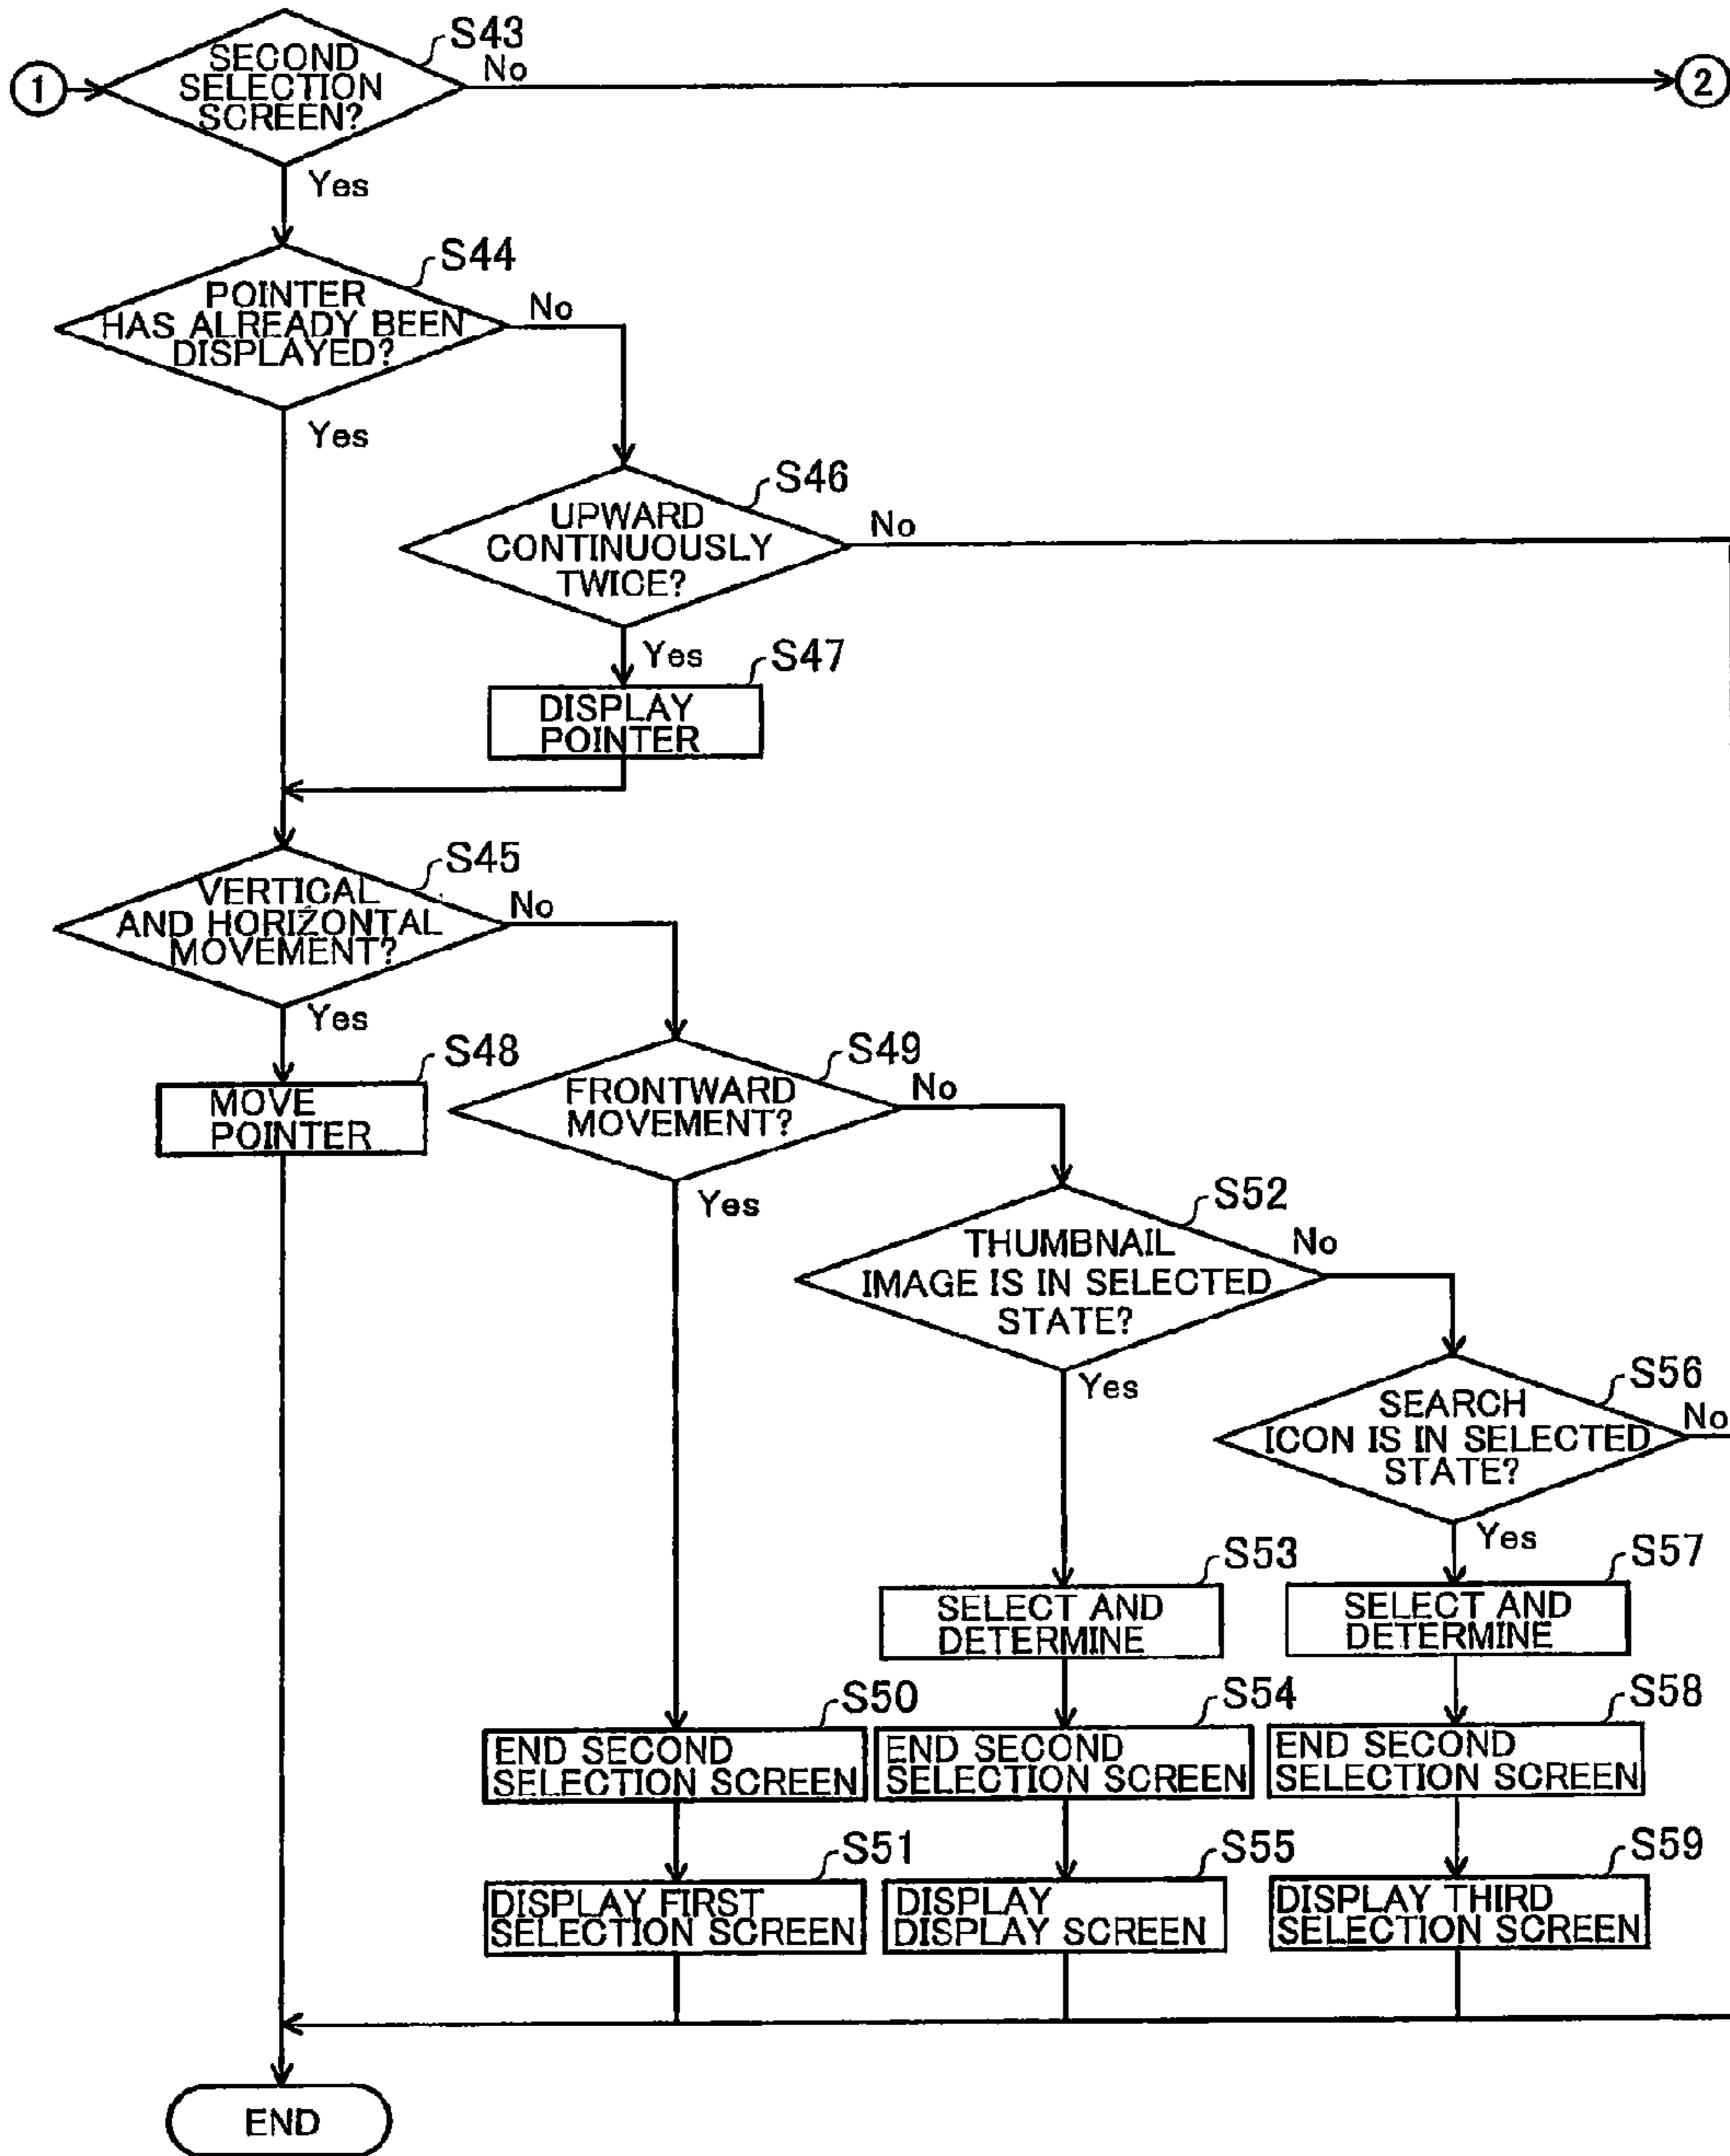 S43
1
SECOND
SELECTION
SCREEN?
No
2
Yes
S44
POINTER
HAS ALREADY BEEN
DISPLAYED?
No
Yes
S46
UPWARD
CONTINUOUSLY
TWICE?
No
Yes
S47
DISPLAY
POINTER
S45
VERTICAL
AND HORIZONTAL
MOVEMENT?
No
Yes
S48
MOVE
POINTER
S49
FRONTWARD
MOVEMENT?
No
Yes
S52
THUMBNAIL
IMAGE IS IN SELECTED
STATE?
No
Yes
S56
SEARCH
ICON IS IN SELECTED
STATE?
No
Yes
S53
SELECT AND
DETERMINE
S57
SELECT AND
DETERMINE
S50
END SECOND
SELECTION SCREEN
S54
END SECOND
SELECTION SCREEN
S58
END SECOND
SELECTION SCREEN
S51
DISPLAY FIRST
SELECTION SCREEN
S55
DISPLAY
DISPLAY SCREEN
S59
DISPLAY THIRD
SELECTION SCREEN
END